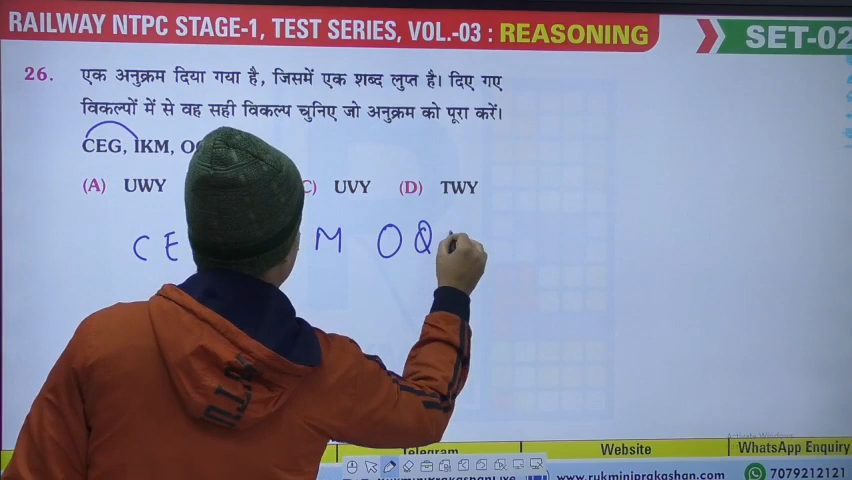 RAILWAY NTPC STAGE-1, TEST SERIES, VOL.-03 : REASONING SET-02
26. एक अनुक्रम दिया गया है, जिसमें एक शब्द लुप्त है। दिए गए
विकल्पों में से वह सही विकल्प चुनिए जो अनुक्रम को पूरा करें।
CEG, IKM,
(A) UWY UVY (D) TWY
C E M O Q
Activate Windows
Telegram Website WhatsApp Enquiry
www.rukminiprakashan.com 7079212121